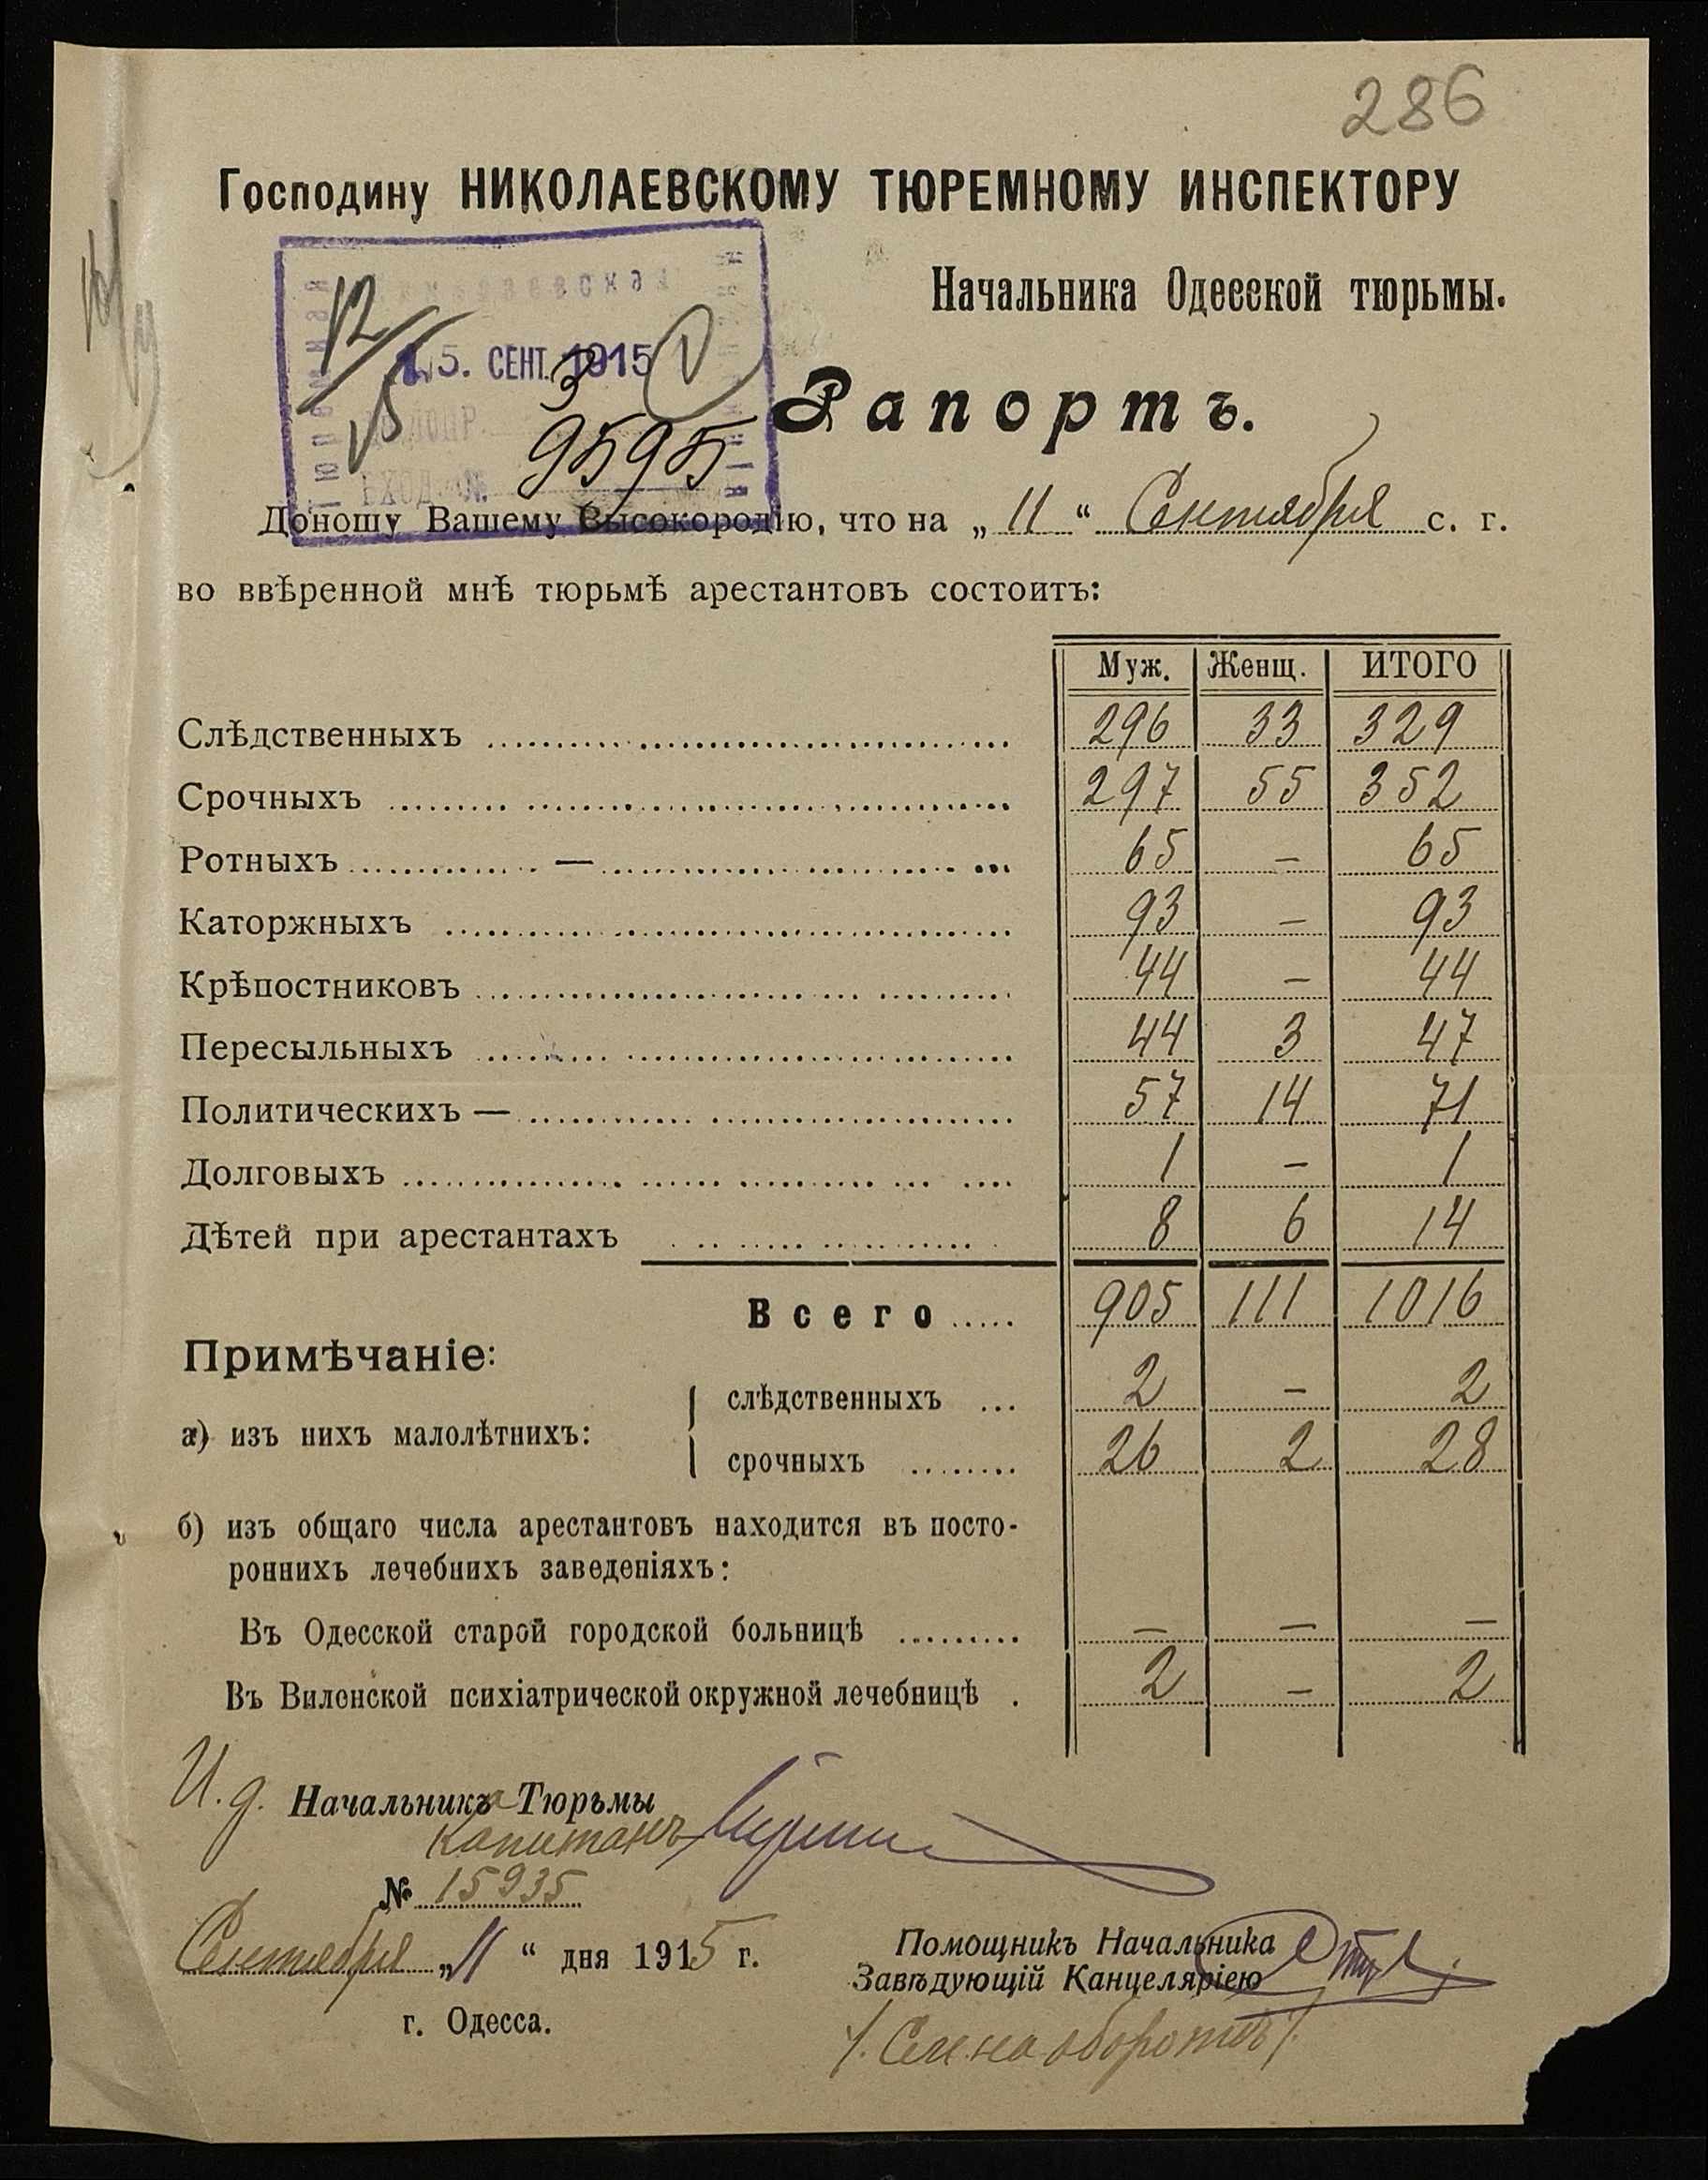 286
Господину НИКОЛАЕВСКОМУ ТЮРЕМНОМУ ИНСПЕКТОРУ
Начальника Одесской тюрьмы.
15. СЕНТ. 1915
3
ВХОД. №. 9595
12/V
Рапортъ.
Доношу Вашему Высокородію, что на „ 11 “ Сентября с. г.
во ввѣренной мнѣ тюрьмѣ арестантовъ состоитъ:
Муж. Женщ. ИТОГО
Слѣдственныхъ 296 33 329
Срочныхъ 297 55 352
Ротныхъ — 65 – 65
Каторжныхъ 93 – 93
Крѣпостниковъ 44 – 44
Пересыльныхъ 44 3 47
Политическихъ — 57 14 71
Долговыхъ 1 – 1
Дѣтей при арестантахъ 8 6 14
Всего 905 111 1016
Примѣчаніе:
а) изъ нихъ малолѣтнихъ:
слѣдственныхъ 2 – 2
срочныхъ 26 2 28
б) изъ общаго числа арестантовъ находится въ посто-
роннихъ лечебнихъ заведеніяхъ:
Въ Одесской старой городской больницѣ – – –
Въ Виленской психіатрической окружной лечебницѣ 2 – 2
И. д. Начальника Тюрьмы
Капитанъ
№ 15935
Сентября „ 11 “ дня 1915 г.
г. Одесса.
Помощникъ Начальника
Завѣдующій Канцеляріею
/. См. на оборотѣ /.